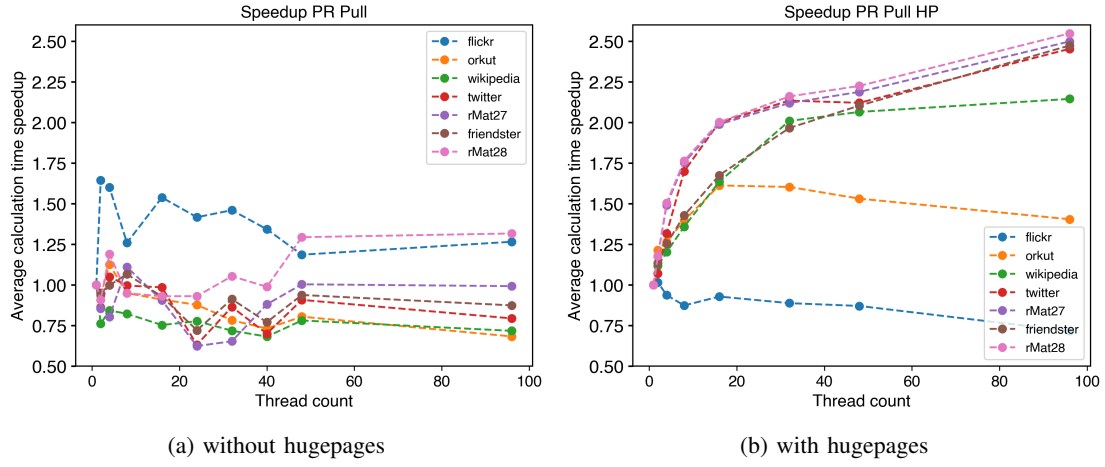 Speedup PR Pull
Average calculation time speedup
2.50
2.25
2.00
1.75
1.50
1.25
1.00
0.75
0.50
flickr
orkut
wikipedia
twitter
rMat27
friendster
rMat28
0
20
40
60
80
100
Thread count
(a) without hugepages
Speedup PR Pull HP
Average calculation time speedup
2.50
2.25
2.00
1.75
1.50
1.25
1.00
0.75
0.50
flickr
orkut
wikipedia
twitter
rMat27
friendster
rMat28
0
20
40
60
80
100
Thread count
(b) with hugepages